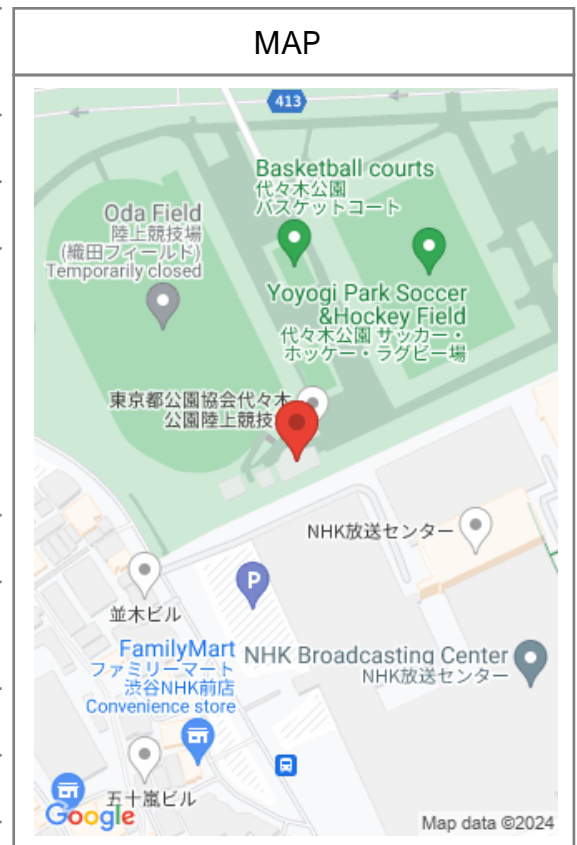 MAP
413
Basketball courts
代々木公園
バスケットコート
Oda Field
陸上競技場
(織田フィールド)
Temporarily closed
Yoyogi Park Soccer
&Hockey Field
代々木公園 サッカー・
ホッケー・ラグビー場
東京都公園協会代々木
公園陸上競技
NHK放送センター
P
並木ビル
FamilyMart
ファミリーマート
渋谷NHK前店
Convenience store
NHK Broadcasting Center
NHK放送センター
五十嵐ビル
Google
Map data ©2024